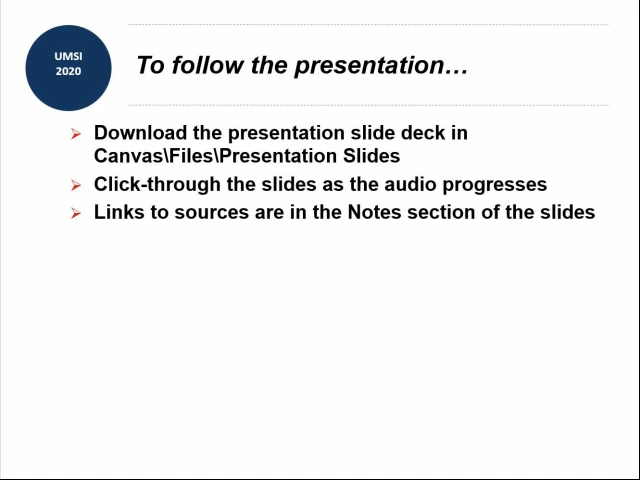 UMSI
2020
To follow the presentation…
Download the presentation slide deck in
Canvas\Files\Presentation Slides
Click-through the slides as the audio progresses
Links to sources are in the Notes section of the slides